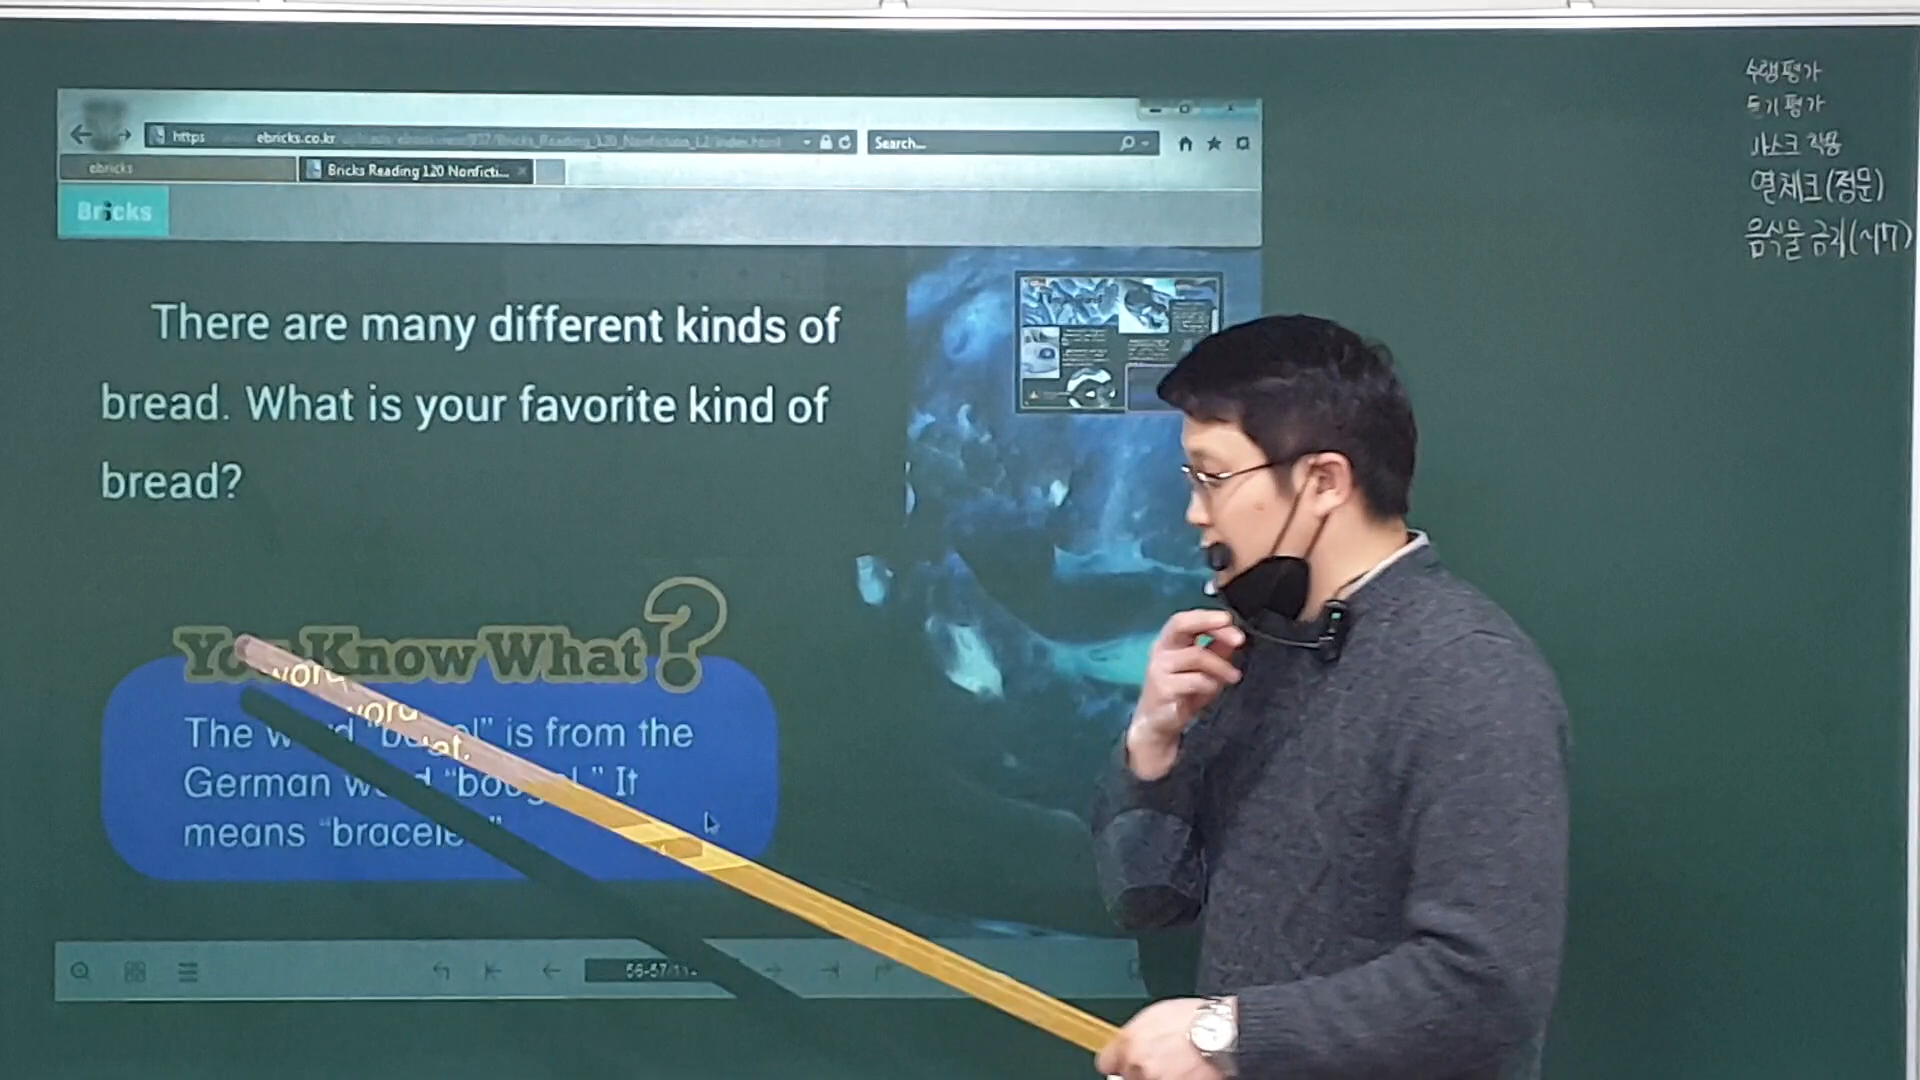 https ebricks.co.kr
Search...
ebricks
Bricks Reading 120 Nonficti...
Bricks
There are many different kinds of
bread. What is your favorite kind of
bread?
Know What?
The is from the
German It
means
수행평가
듣기평가
마스크 착용
열체크(정문)
음식물 금지